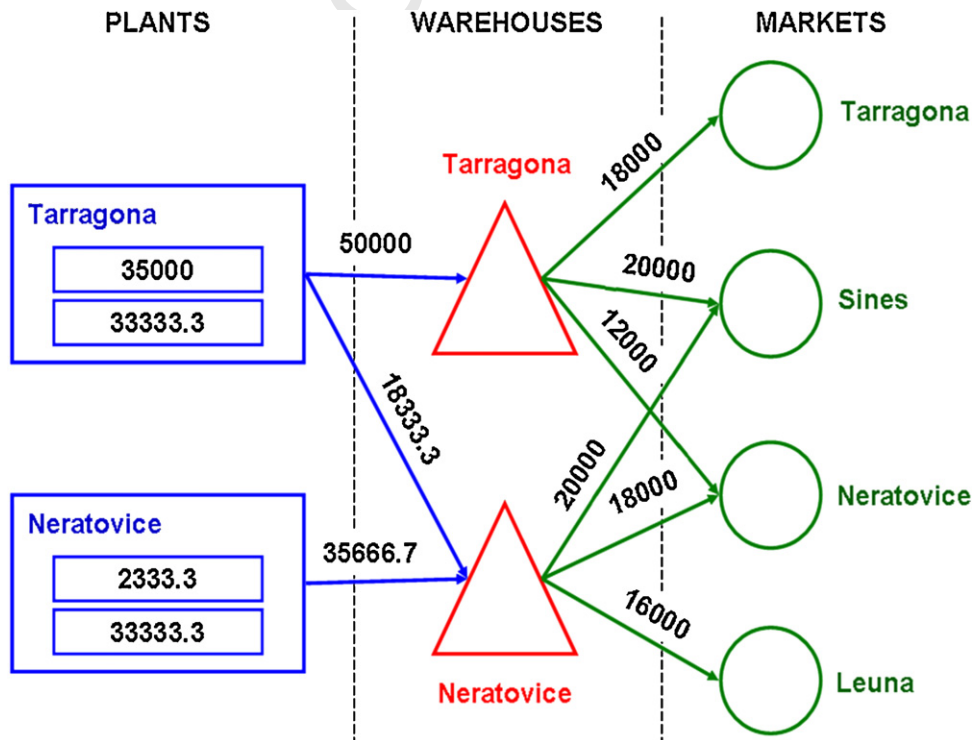 PLANTS
WAREHOUSES
MARKETS
Tarragona
35000
33333.3
50000
18333.3
Neratovice
2333.3
33333.3
35666.7
Tarragona
Neratovice
18000
20000
12000
20000
18000
16000
Tarragona
Sines
Neratovice
Leuna